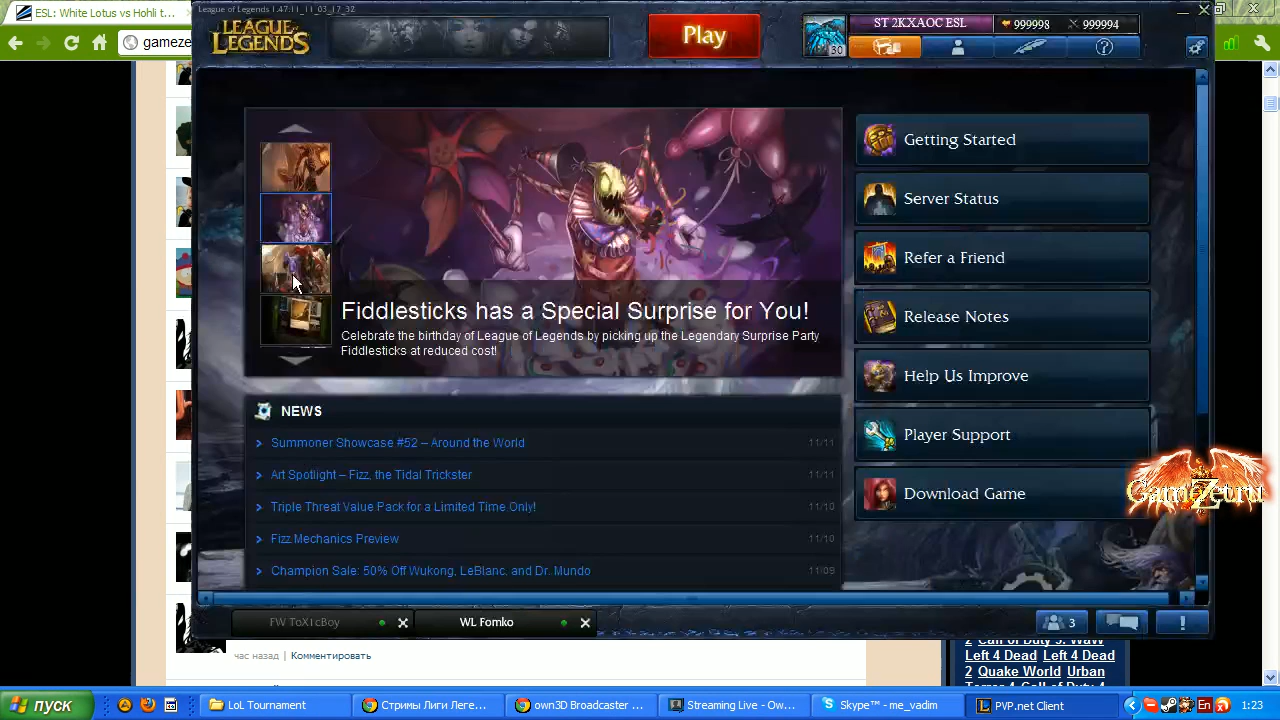 ESL: White Lotus vs Hohli t...
League of Legends 1.47.11_11_03_17_32
LEAGUE OF LEGENDS
Play
30
ST 2KXAOC ESL
999998
999994
gameze
Getting Started
Server Status
Refer a Friend
Release Notes
Help Us Improve
Player Support
Download Game
Fiddlesticks has a Special Surprise for You!
Celebrate the birthday of League of Legends by picking up the Legendary Surprise Party
Fiddlesticks at reduced cost!
NEWS
Summoner Showcase #52 – Around the World 11/11
Art Spotlight – Fizz, the Tidal Trickster 11/11
Triple Threat Value Pack for a Limited Time Only! 11/10
Fizz Mechanics Preview 11/10
Champion Sale: 50% Off Wukong, LeBlanc, and Dr. Mundo 11/09
GameZet.ru
FW ToX1cBoy
WL Fomko
3
час назад | Комментировать
Left 4 Dead Left 4 Dead
2 Quake World Urban
пуск
LoL Tournament
Стримы Лиги Леге...
own3D Broadcaster ...
Streaming Live - Ow...
Skype™ - me_vadim
PVP.net Client
En
1:23